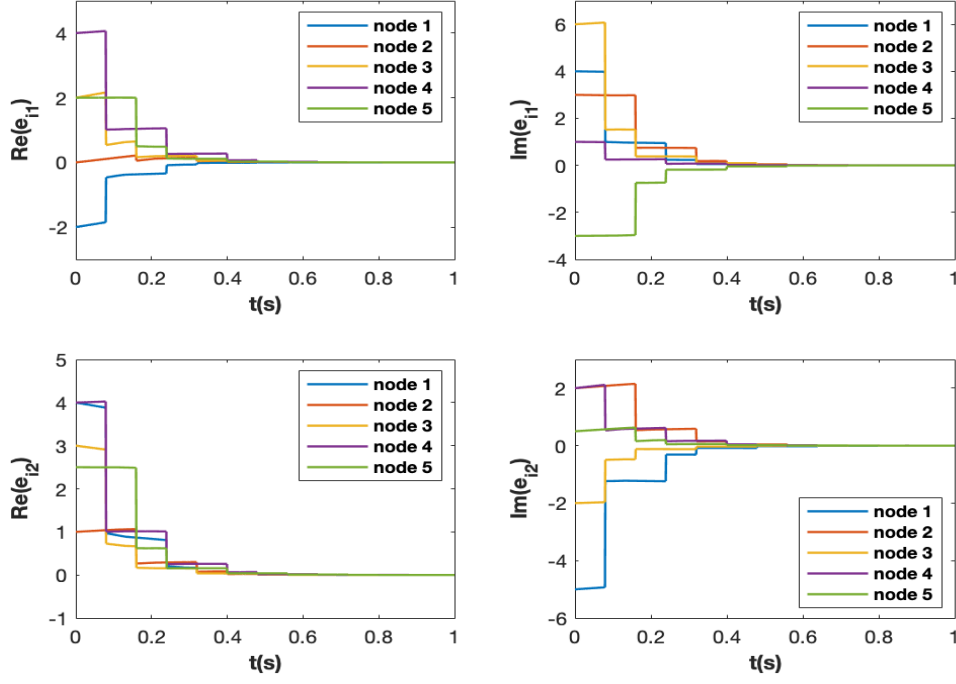 Re(e_i1)
4
2
0
-2
0
0.2
0.4
0.6
0.8
1
t(s)
node 1
node 2
node 3
node 4
node 5
Im(e_i1)
6
4
2
0
-2
-4
0
0.2
0.4
0.6
0.8
1
t(s)
node 1
node 2
node 3
node 4
node 5
Re(e_i2)
5
4
3
2
1
0
-1
0
0.2
0.4
0.6
0.8
1
t(s)
node 1
node 2
node 3
node 4
node 5
Im(e_i2)
2
0
-2
-4
-6
0
0.2
0.4
0.6
0.8
1
t(s)
node 1
node 2
node 3
node 4
node 5